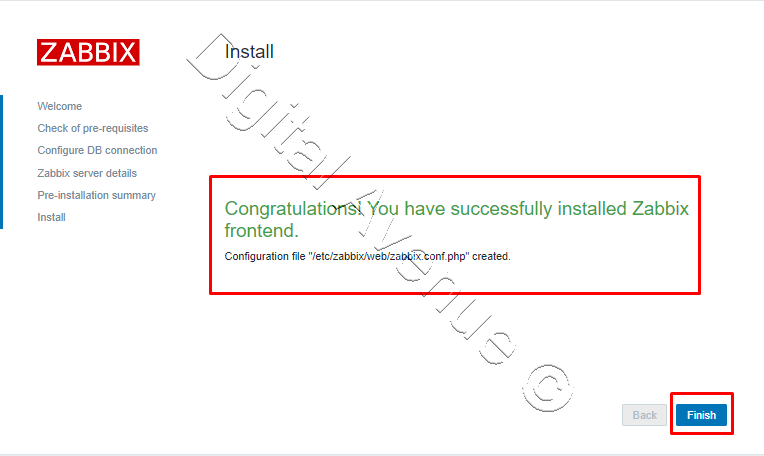 ZABBIX
Install
Welcome
Check of pre-requisites
Configure DB connection
Zabbix server details
Pre-installation summary
Install
Congratulations! You have successfully installed Zabbix
frontend.
Configuration file "/etc/zabbix/web/zabbix.conf.php" created.
Back
Finish
Digital Avenue ©